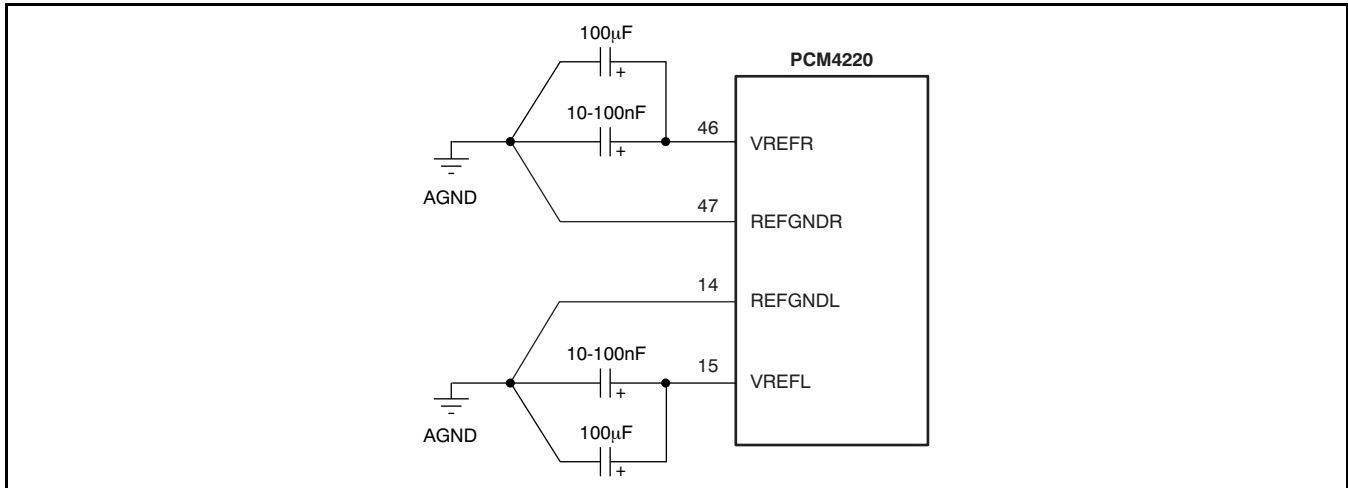 100μF
+
PCM4220
10-100nF
+
46
VREFR
AGND
47
REFGNDR
14
REFGNDL
10-100nF
+
15
VREFL
AGND
100μF
+